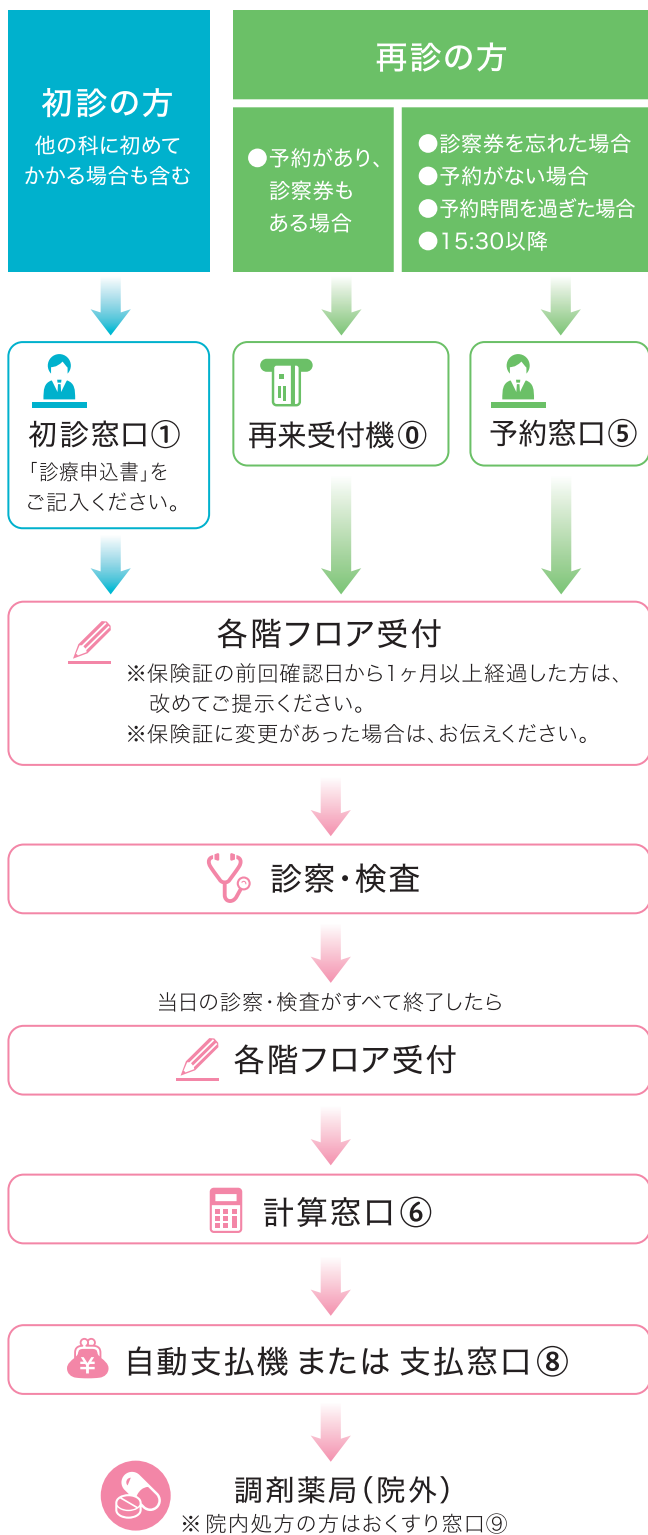 初診の方
他の科に初めて
かかる場合も含む
再診の方
●予約があり、
診察券も
ある場合
●診察券を忘れた場合
●予約がない場合
●予約時間を過ぎた場合
●15:30以降
初診窓口①
「診療申込書」を
ご記入ください。
再来受付機⓪
予約窓口⑤
各階フロア受付
※保険証の前回確認日から1ヶ月以上経過した方は、
改めてご提示ください。
※保険証に変更があった場合は、お伝えください。
診察・検査
当日の診察・検査がすべて終了したら
各階フロア受付
計算窓口⑥
¥
自動支払機 または 支払窓口⑧
調剤薬局(院外)
※院内処方の方はおくすり窓口⑨